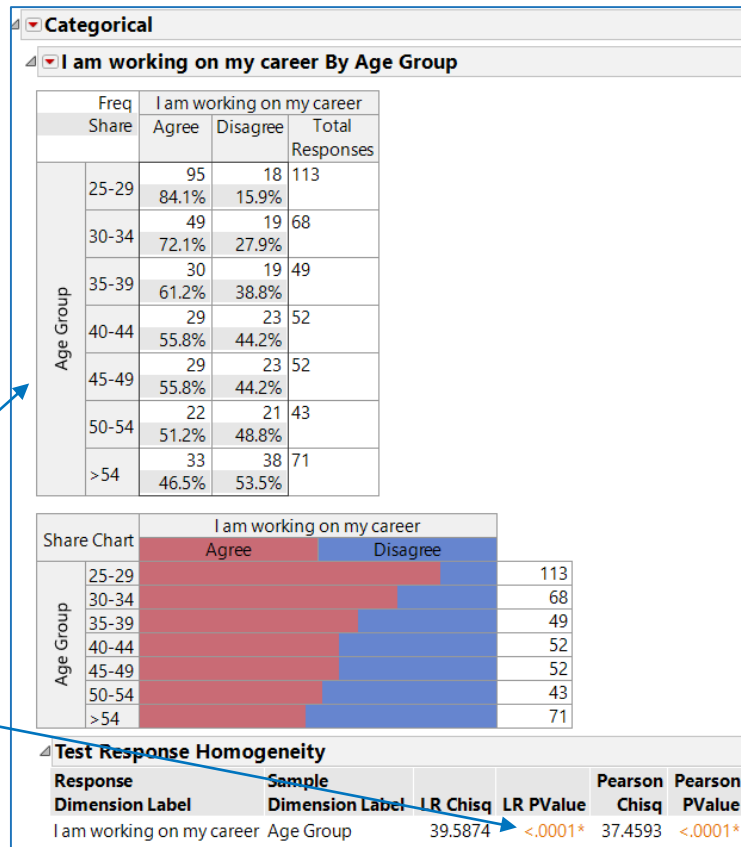 Categorical
I am working on my career By Age Group
Freq I am working on my career
Share Agree Disagree Total
Responses
Age Group
25-29 95 18 113
84.1% 15.9%
30-34 49 19 68
72.1% 27.9%
35-39 30 19 49
61.2% 38.8%
40-44 29 23 52
55.8% 44.2%
45-49 29 23 52
55.8% 44.2%
50-54 22 21 43
51.2% 48.8%
>54 33 38 71
46.5% 53.5%
Share Chart I am working on my career
Agree Disagree
Age Group
25-29 113
30-34 68
35-39 49
40-44 52
45-49 52
50-54 43
>54 71
Test Response Homogeneity
Response Sample Pearson Pearson
Dimension Label Dimension Label LR Chisq LR PValue Chisq PValue
I am working on my career Age Group 39.5874 <.0001* 37.4593 <.0001*